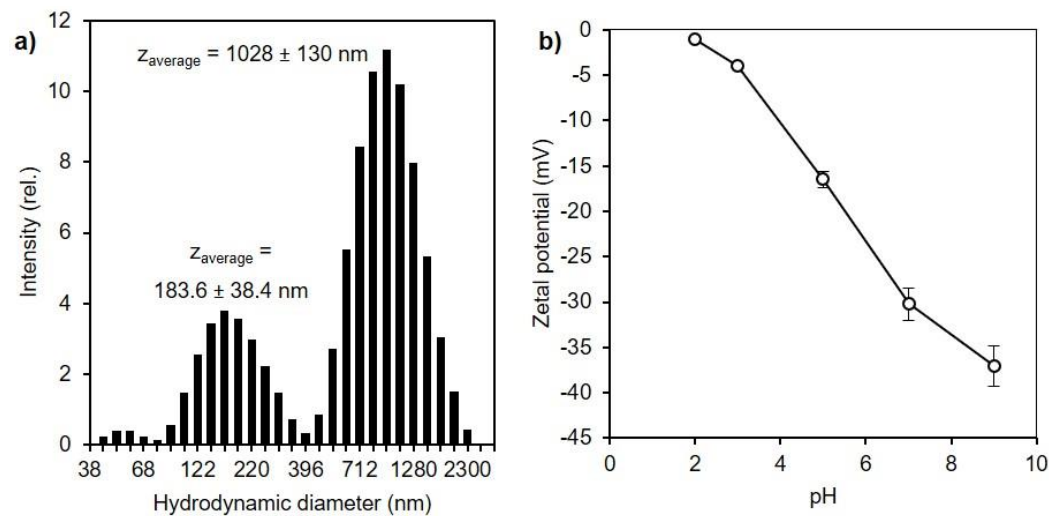 a)
z_average = 1028 ± 130 nm
z_average =
183.6 ± 38.4 nm
Intensity (rel.)
12
10
8
6
4
2
0
38 68 122 220 396 712 1280 2300
Hydrodynamic diameter (nm)
b)
Zetal potential (mV)
0
-5
-10
-15
-20
-25
-30
-35
-40
-45
0 2 4 6 8 10
pH